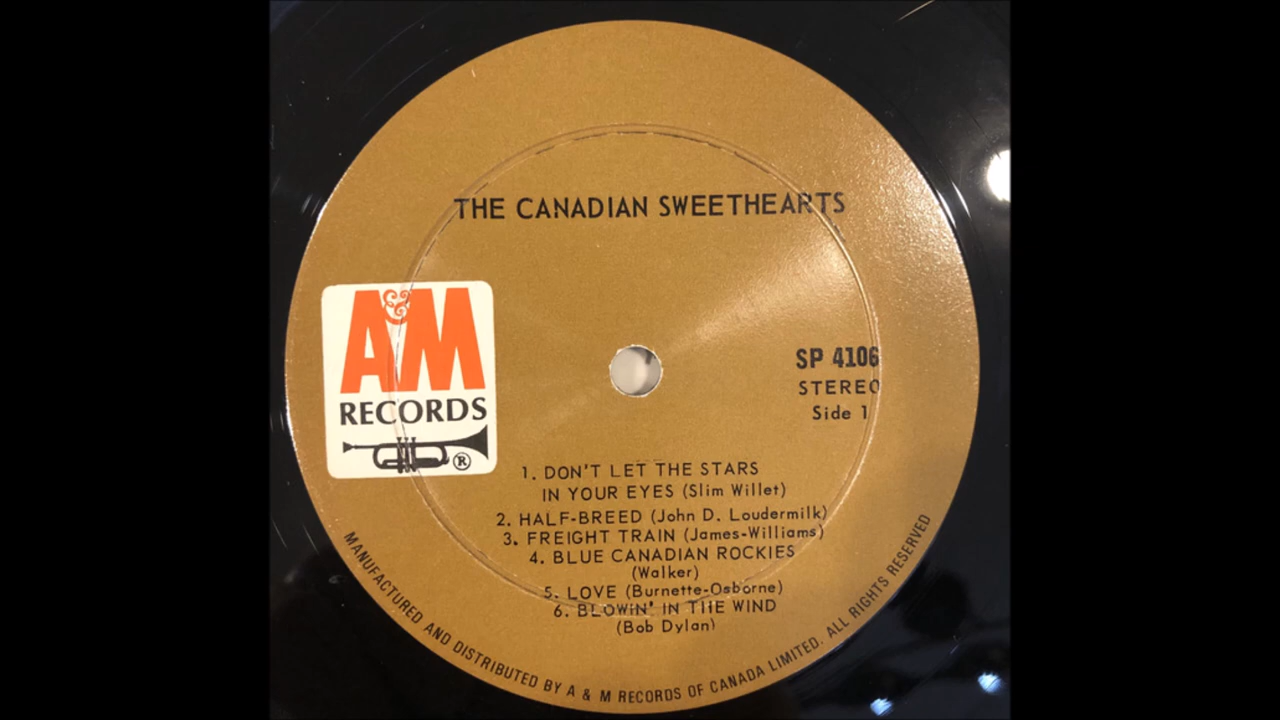 THE CANADIAN SWEETHEARTS
A&M
RECORDS
®
SP 4106
STEREO
Side 1
1. DON'T LET THE STARS
IN YOUR EYES (Slim Willet)
2. HALF-BREED (John D. Loudermilk)
3. FREIGHT TRAIN (James-Williams)
4. BLUE CANADIAN ROCKIES
(Walker)
5. LOVE (Burnette-Osborne)
6. BLOWIN' IN THE WIND
(Bob Dylan)
MANUFACTURED AND DISTRIBUTED BY A & M RECORDS OF CANADA LIMITED. ALL RIGHTS RESERVED